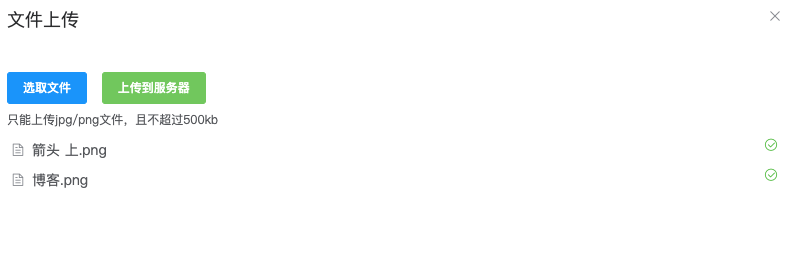 文件上传
选取文件 上传到服务器
只能上传jpg/png文件，且不超过500kb
箭头 上.png
博客.png